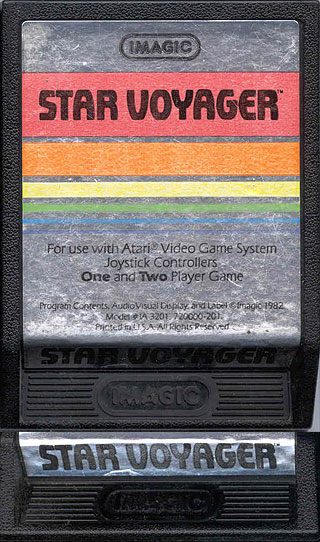 IMAGIC
STAR VOYAGER™
For use with Atari® Video Game System
Joystick Controllers
One and Two Player Game
Program Contents, Audio Visual Display, and Label © Imagic 1982.
Model # IA 3201, 720000-201.
Printed in U.S.A. All Rights Reserved
STAR VOYAGER
IMAGIC
STAR VOYAGER
IMAGIC